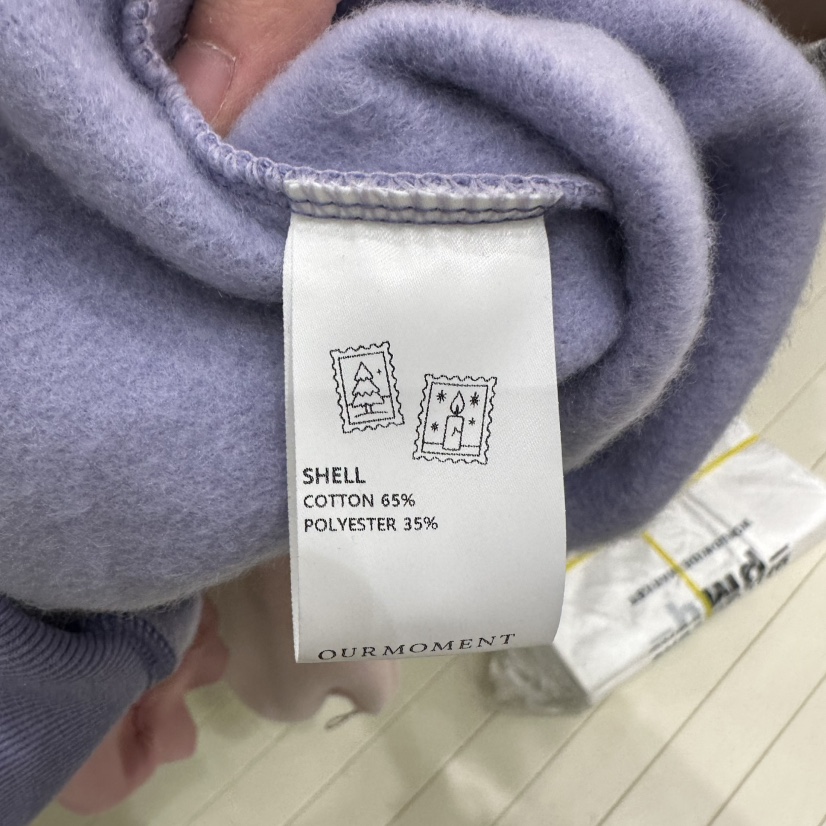 SHELL
COTTON 65%
POLYESTER 35%
OURMOMENT